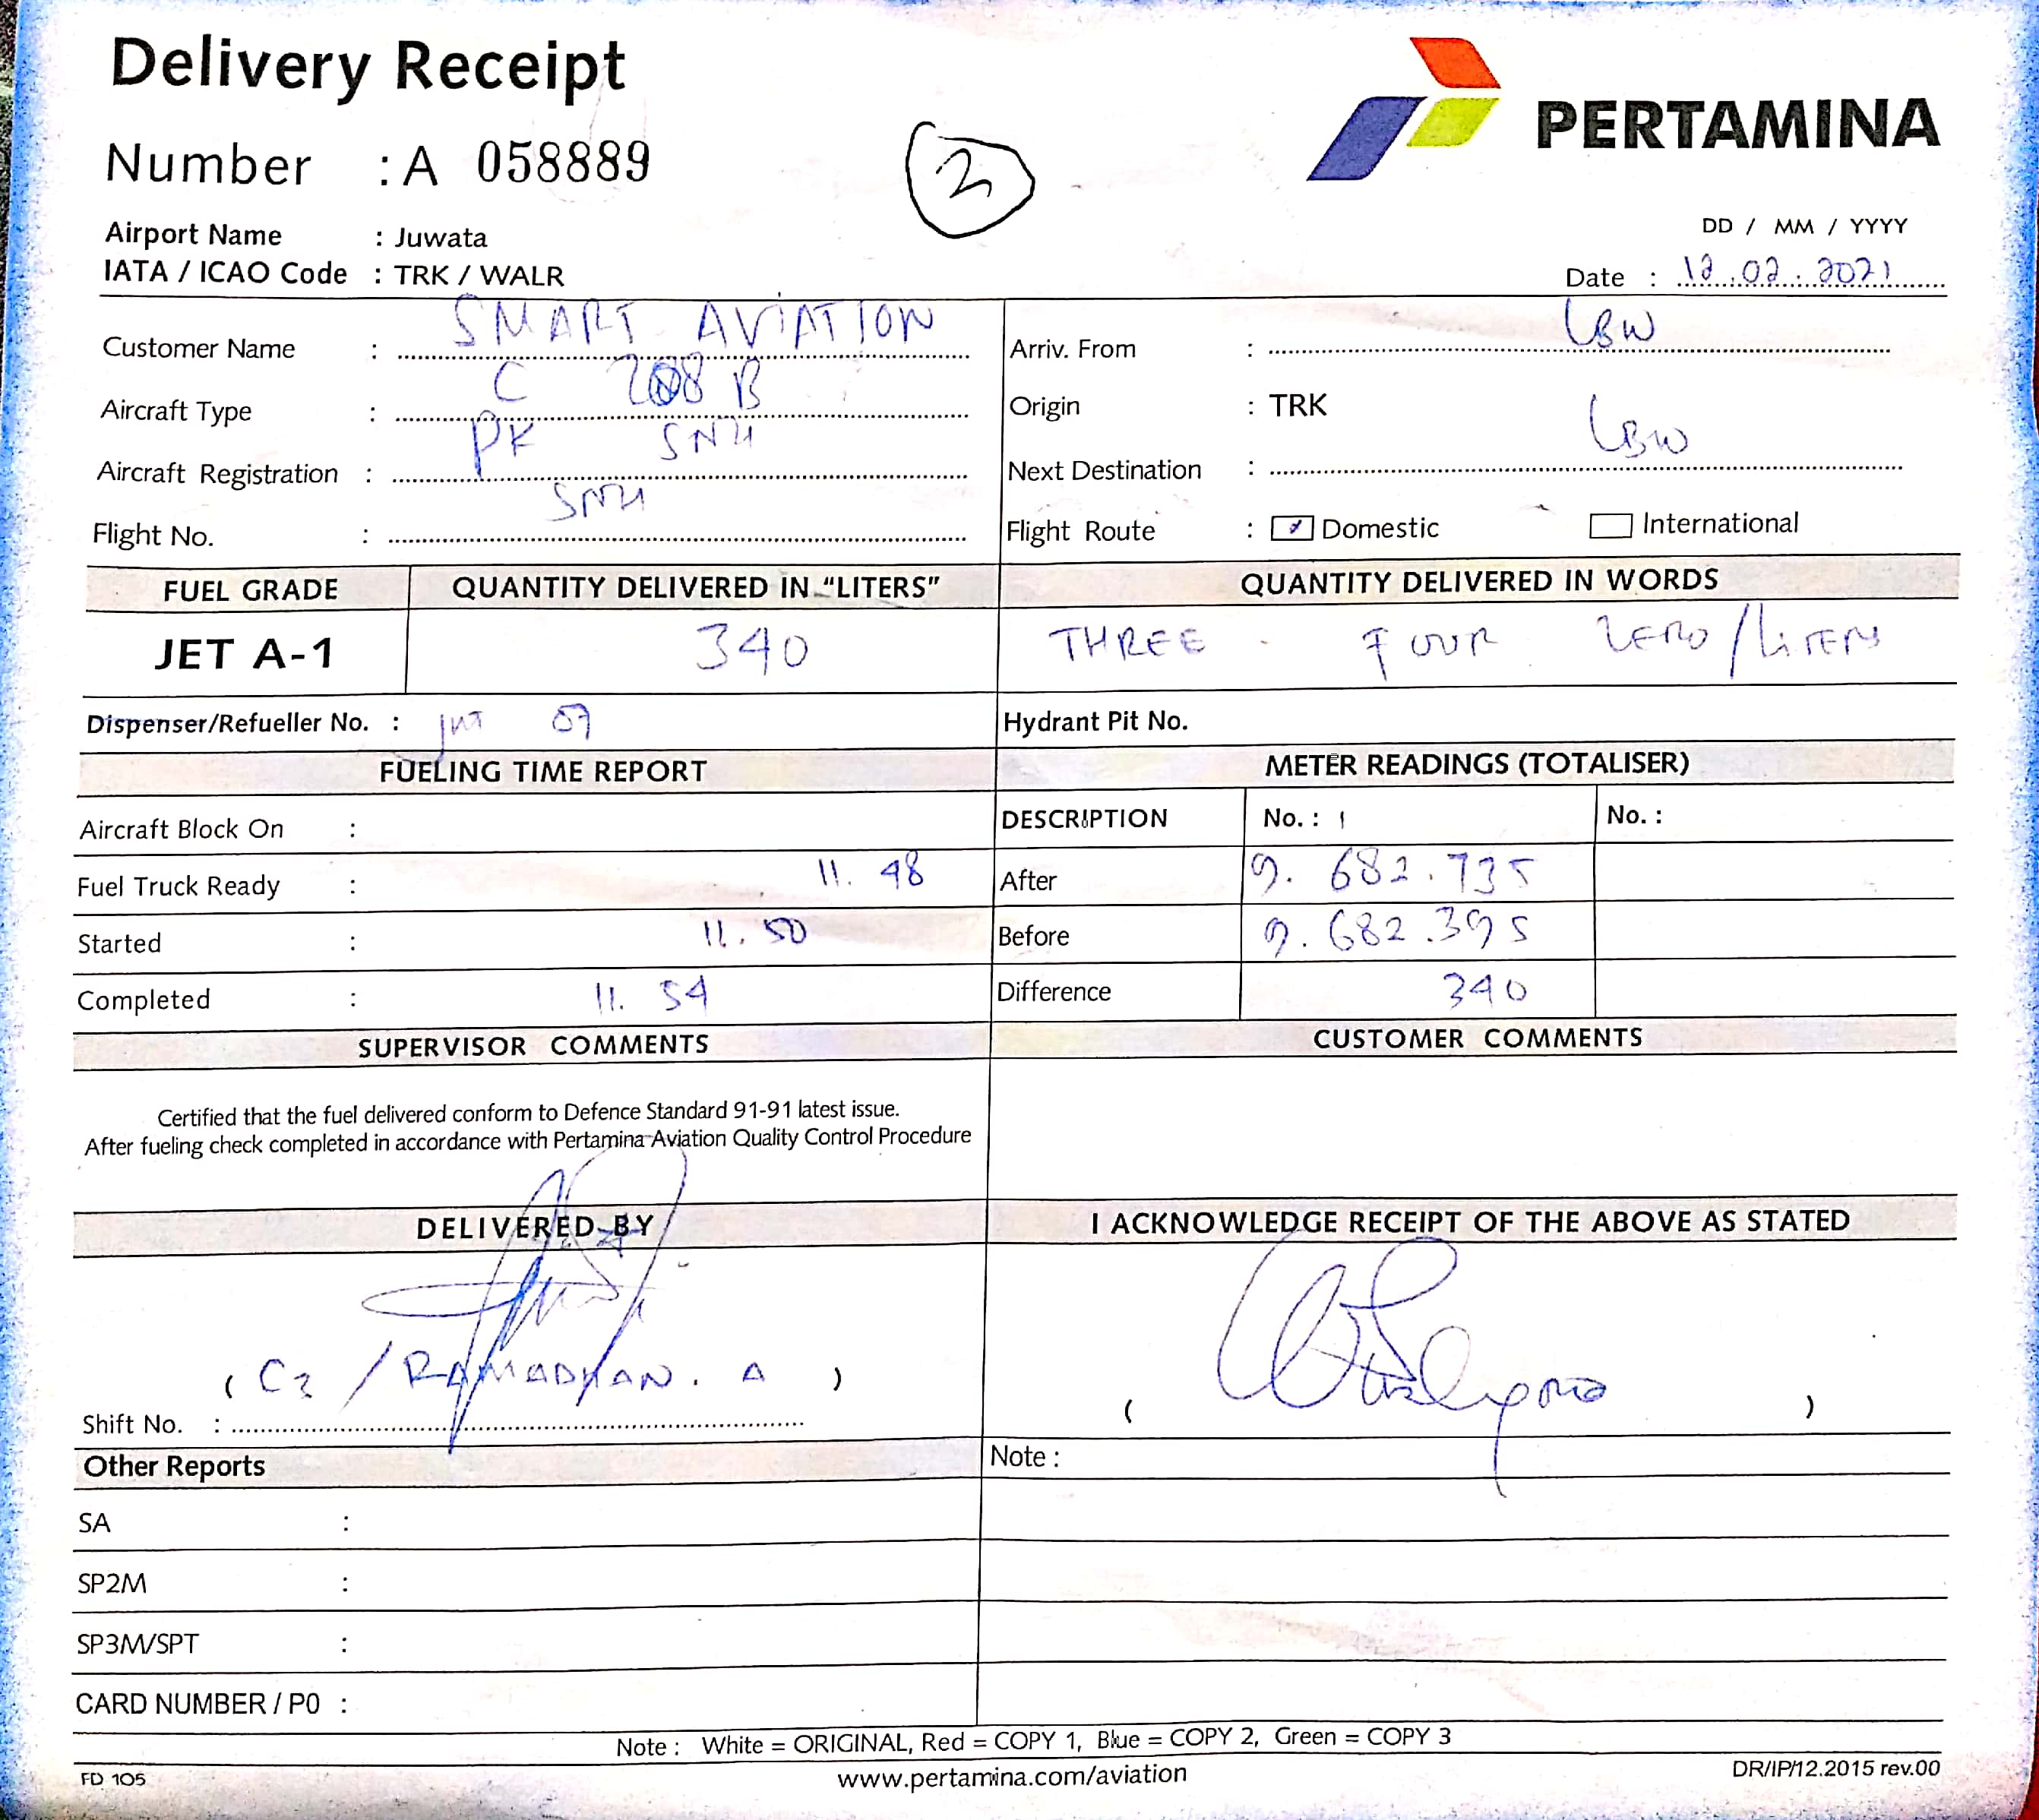 Delivery Receipt
PERTAMINA
Number : A 058889
2
Airport Name : Juwata
IATA / ICAO Code : TRK / WALR
DD / MM / YYYY
Date : 12.02.2021
Customer Name : SMART AVIATION
Aircraft Type : C 208 B
Aircraft Registration : PK SNH
Flight No. : SNH
Arriv. From : LBW
Origin : TRK
Next Destination : LBW
Flight Route : Domestic International
FUEL GRADE QUANTITY DELIVERED IN "LITERS" QUANTITY DELIVERED IN WORDS
JET A-1 340 THREE - FOUR ZERO / LITERS
Dispenser/Refueller No. : 07 Hydrant Pit No.
FUELING TIME REPORT METER READINGS (TOTALISER)
Aircraft Block On : DESCRIPTION No. : 1 No. :
Fuel Truck Ready : 11. 48 After 9. 682.735
Started : 11. 50 Before 9. 682.395
Completed : 11. 54 Difference 340
SUPERVISOR COMMENTS CUSTOMER COMMENTS
Certified that the fuel delivered conform to Defence Standard 91-91 latest issue.
After fueling check completed in accordance with Pertamina Aviation Quality Control Procedure
DELIVERED BY I ACKNOWLEDGE RECEIPT OF THE ABOVE AS STATED
( C2 / RAMADHAN. A ) ( )
Shift No. :
Other Reports Note :
SA :
SP2M :
SP3M/SPT :
CARD NUMBER / PO :
Note : White = ORIGINAL, Red = COPY 1, Blue = COPY 2, Green = COPY 3
FD 105 www.pertamina.com/aviation DR/IP/12.2015 rev.00